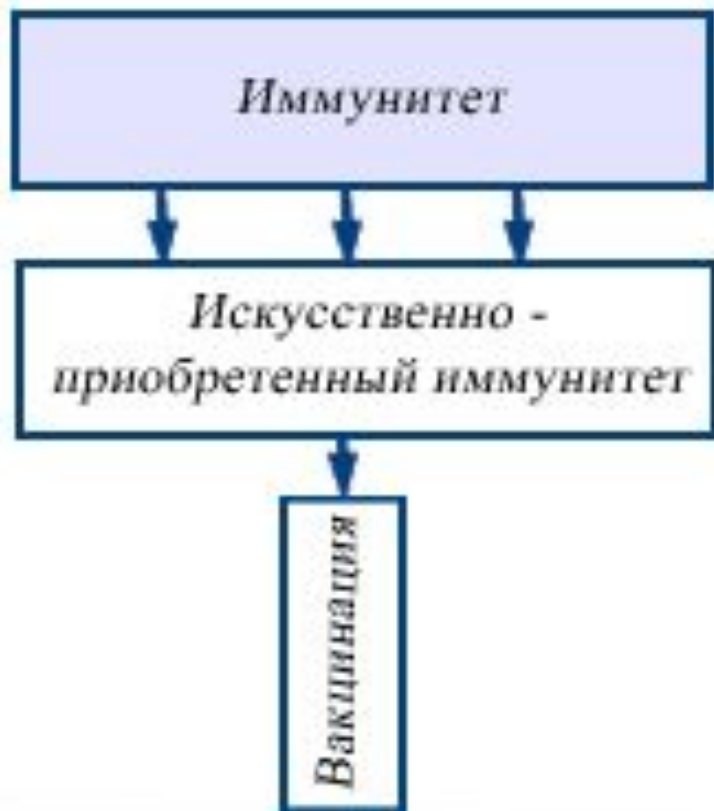 Иммунитет
Искусственно -
приобретенный иммунитет
Вакцинация